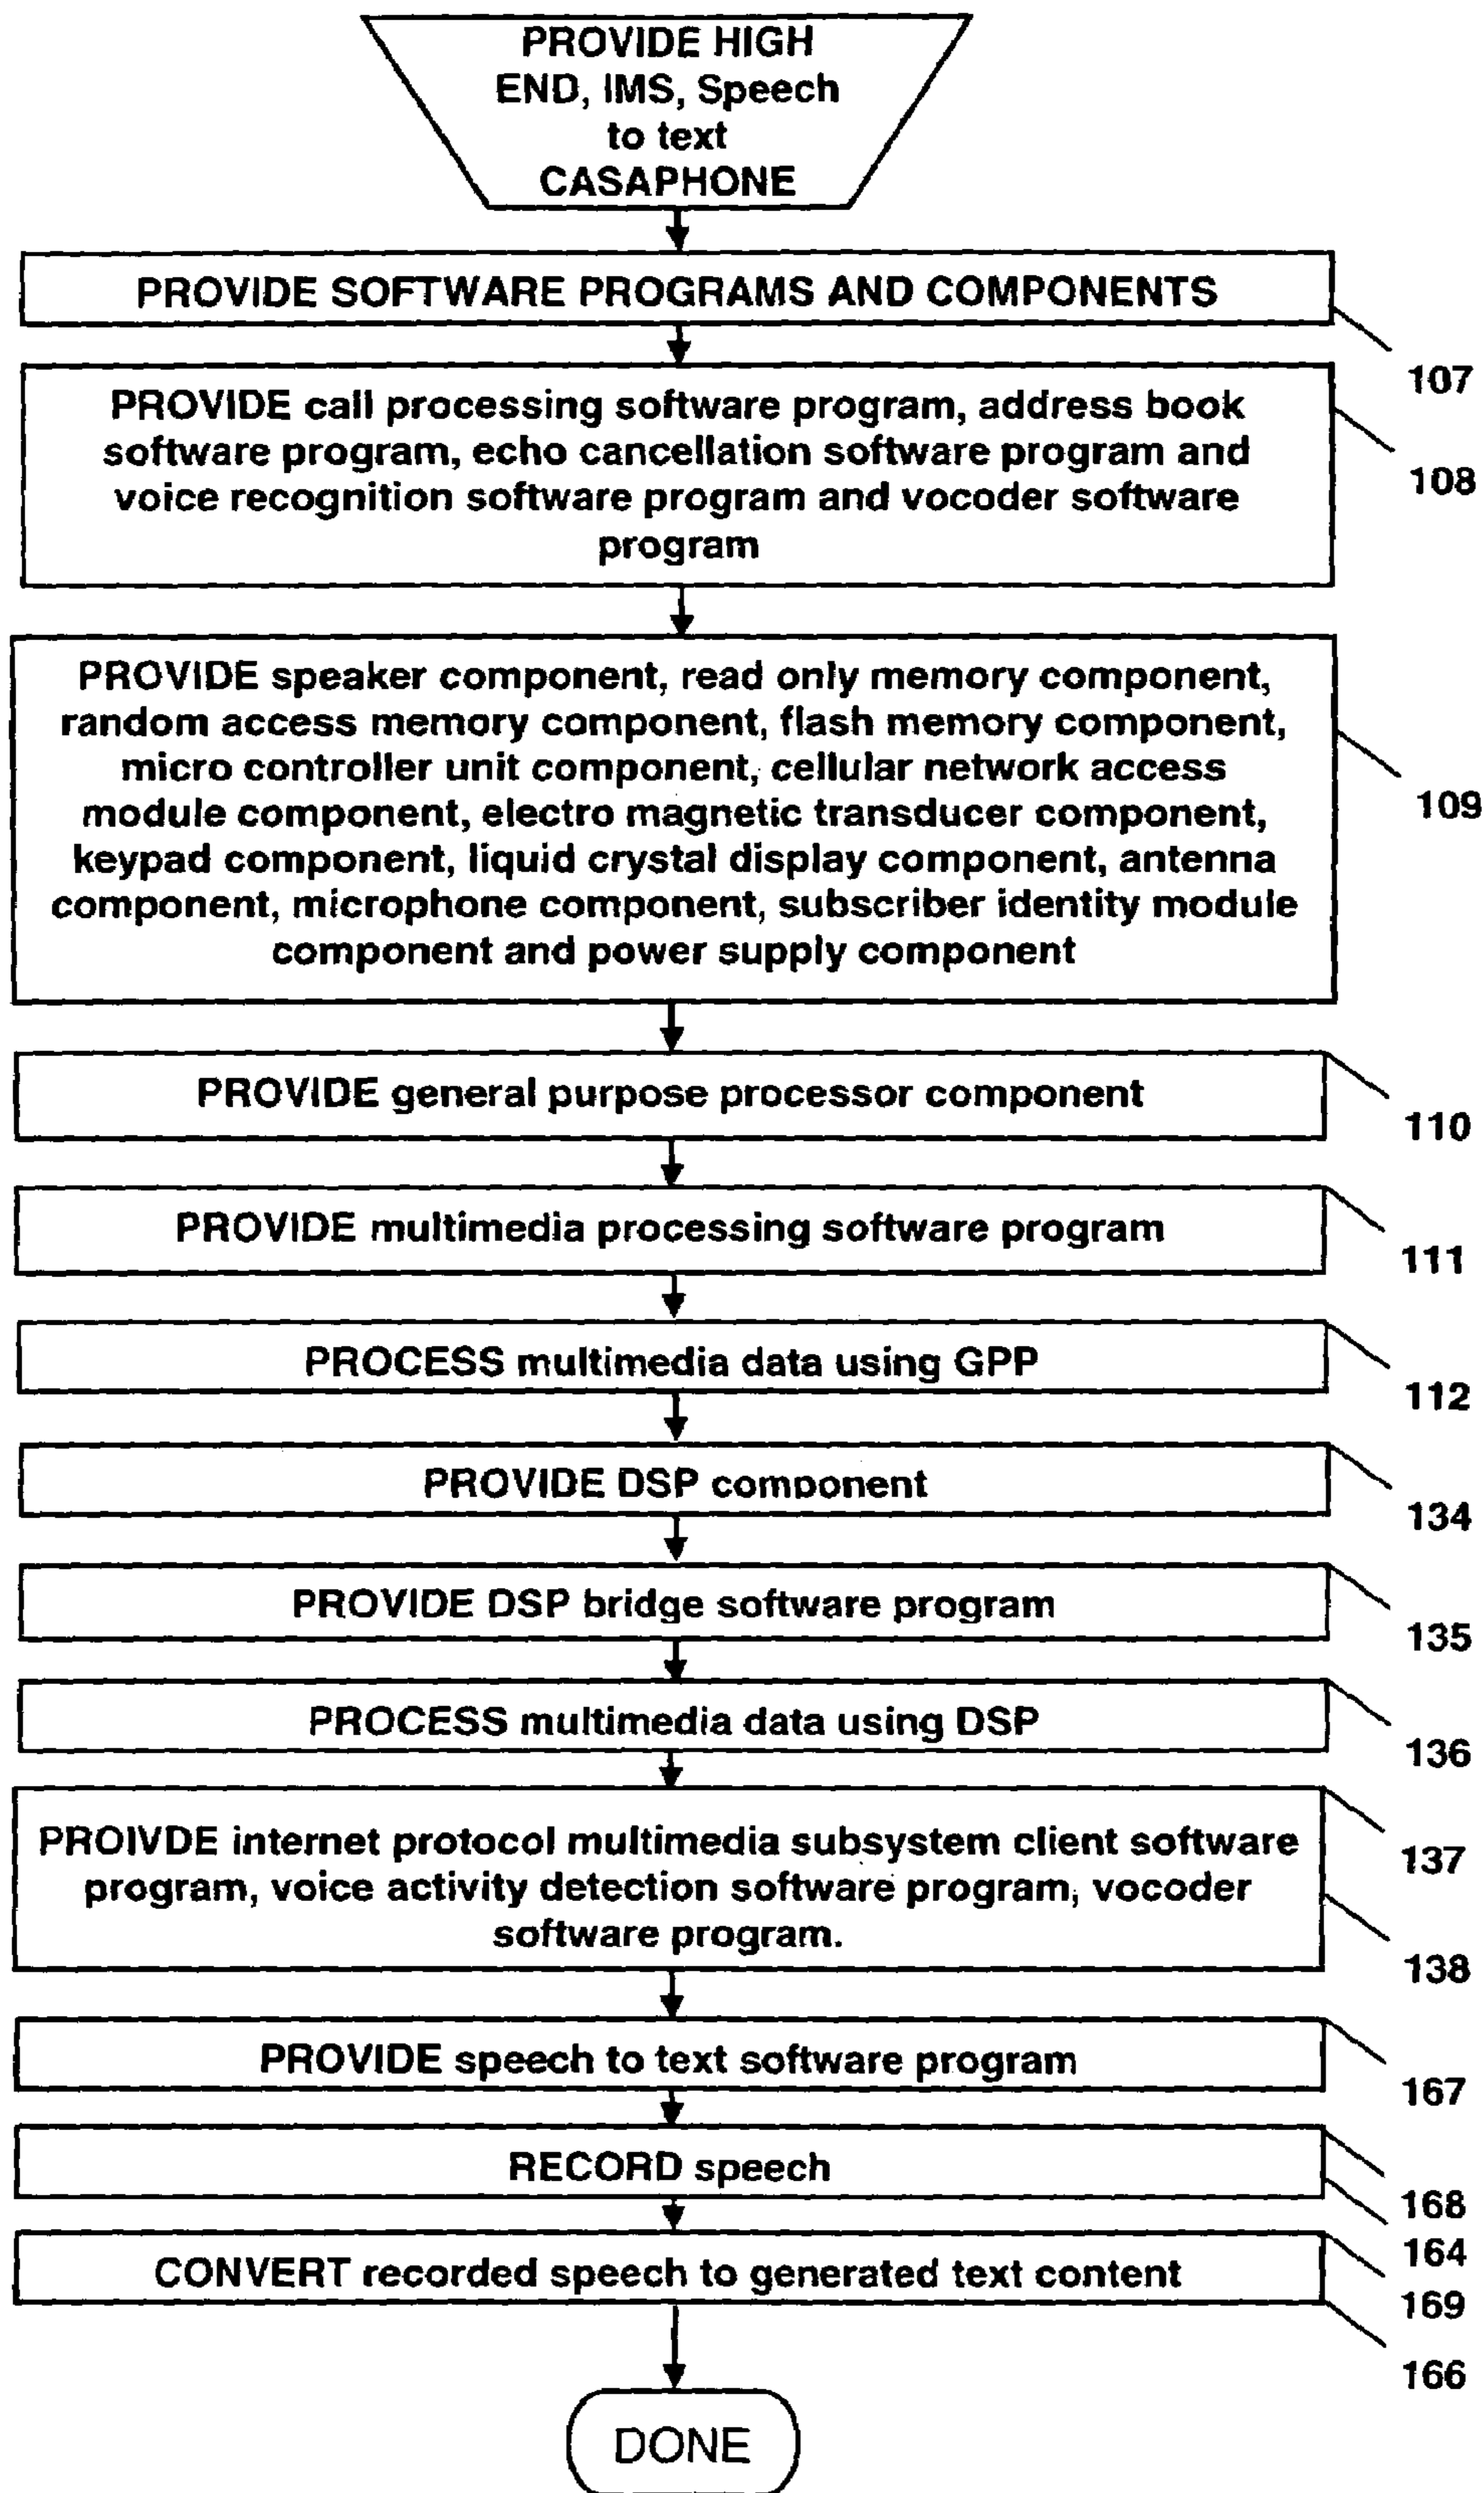 PROVIDE HIGH
END, IMS, Speech
to text
CASAPHONE
PROVIDE SOFTWARE PROGRAMS AND COMPONENTS
107
PROVIDE call processing software program, address book
software program, echo cancellation software program and
voice recognition software program and vocoder software
program
108
PROVIDE speaker component, read only memory component,
random access memory component, flash memory component,
micro controller unit component, cellular network access
module component, electro magnetic transducer component,
keypad component, liquid crystal display component, antenna
component, microphone component, subscriber identity module
component and power supply component
109
PROVIDE general purpose processor component
110
PROVIDE multimedia processing software program
111
PROCESS multimedia data using GPP
112
PROVIDE DSP component
134
PROVIDE DSP bridge software program
135
PROCESS multimedia data using DSP
136
PROIVDE internet protocol multimedia subsystem client software
program, voice activity detection software program, vocoder
software program.
137
138
PROVIDE speech to text software program
167
RECORD speech
168
164
CONVERT recorded speech to generated text content
169
166
DONE